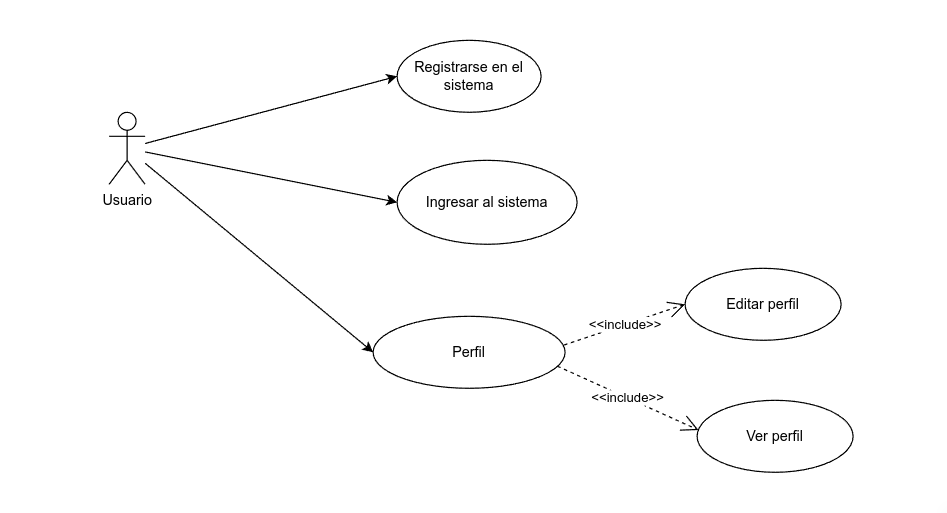 Registrarse en el
sistema
Usuario
Ingresar al sistema
Editar perfil
<<include>>
Perfil
<<include>>
Ver perfil